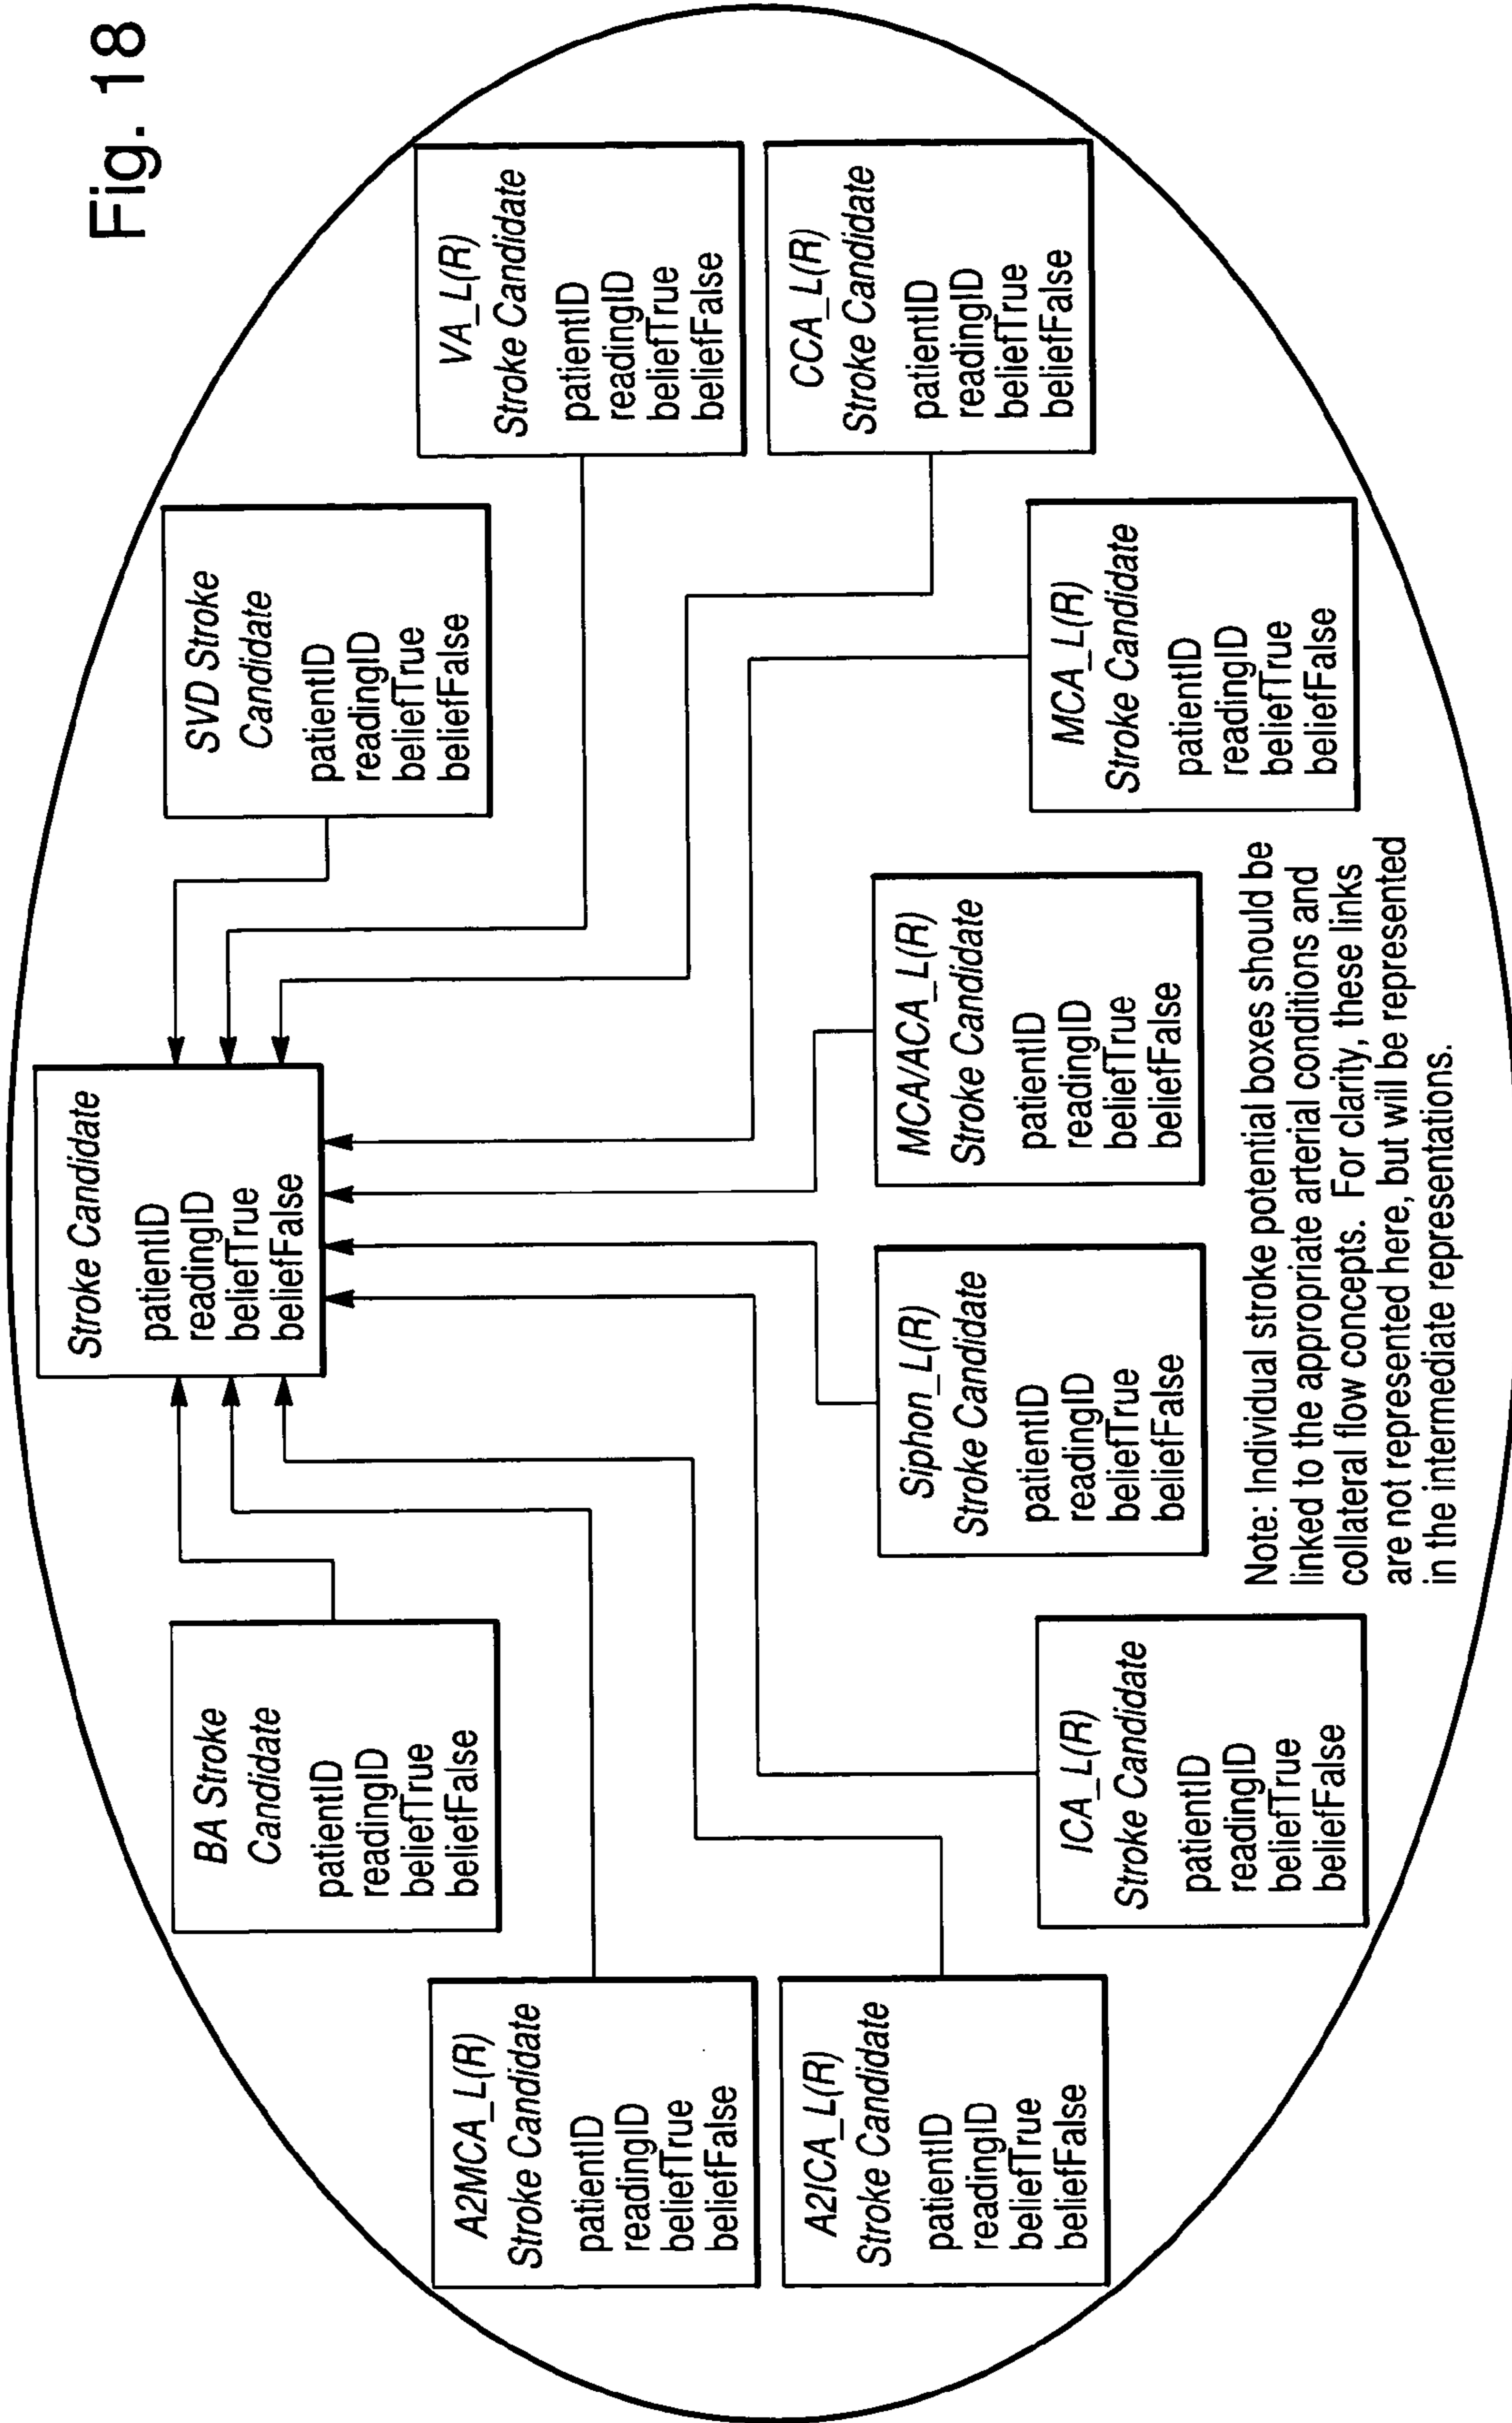 Fig. 18
Stroke Candidate
patientID
readingID
beliefTrue
beliefFalse
BA Stroke
Candidate
patientID
readingID
beliefTrue
beliefFalse
SVD Stroke
Candidate
patientID
readingID
beliefTrue
beliefFalse
A2MCA_L(R)
Stroke Candidate
patientID
readingID
beliefTrue
beliefFalse
VA_L(R)
Stroke Candidate
patientID
readingID
beliefTrue
beliefFalse
A2ICA_L(R)
Stroke Candidate
patientID
readingID
beliefTrue
beliefFalse
CCA_L(R)
Stroke Candidate
patientID
readingID
beliefTrue
beliefFalse
ICA_L(R)
Stroke Candidate
patientID
readingID
beliefTrue
beliefFalse
Siphon_L(R)
Stroke Candidate
patientID
readingID
beliefTrue
beliefFalse
MCA/ACA_L(R)
Stroke Candidate
patientID
readingID
beliefTrue
beliefFalse
MCA_L(R)
Stroke Candidate
patientID
readingID
beliefTrue
beliefFalse
Note: Individual stroke potential boxes should be
linked to the appropriate arterial conditions and
collateral flow concepts. For clarity, these links
are not represented here, but will be represented
in the intermediate representations.